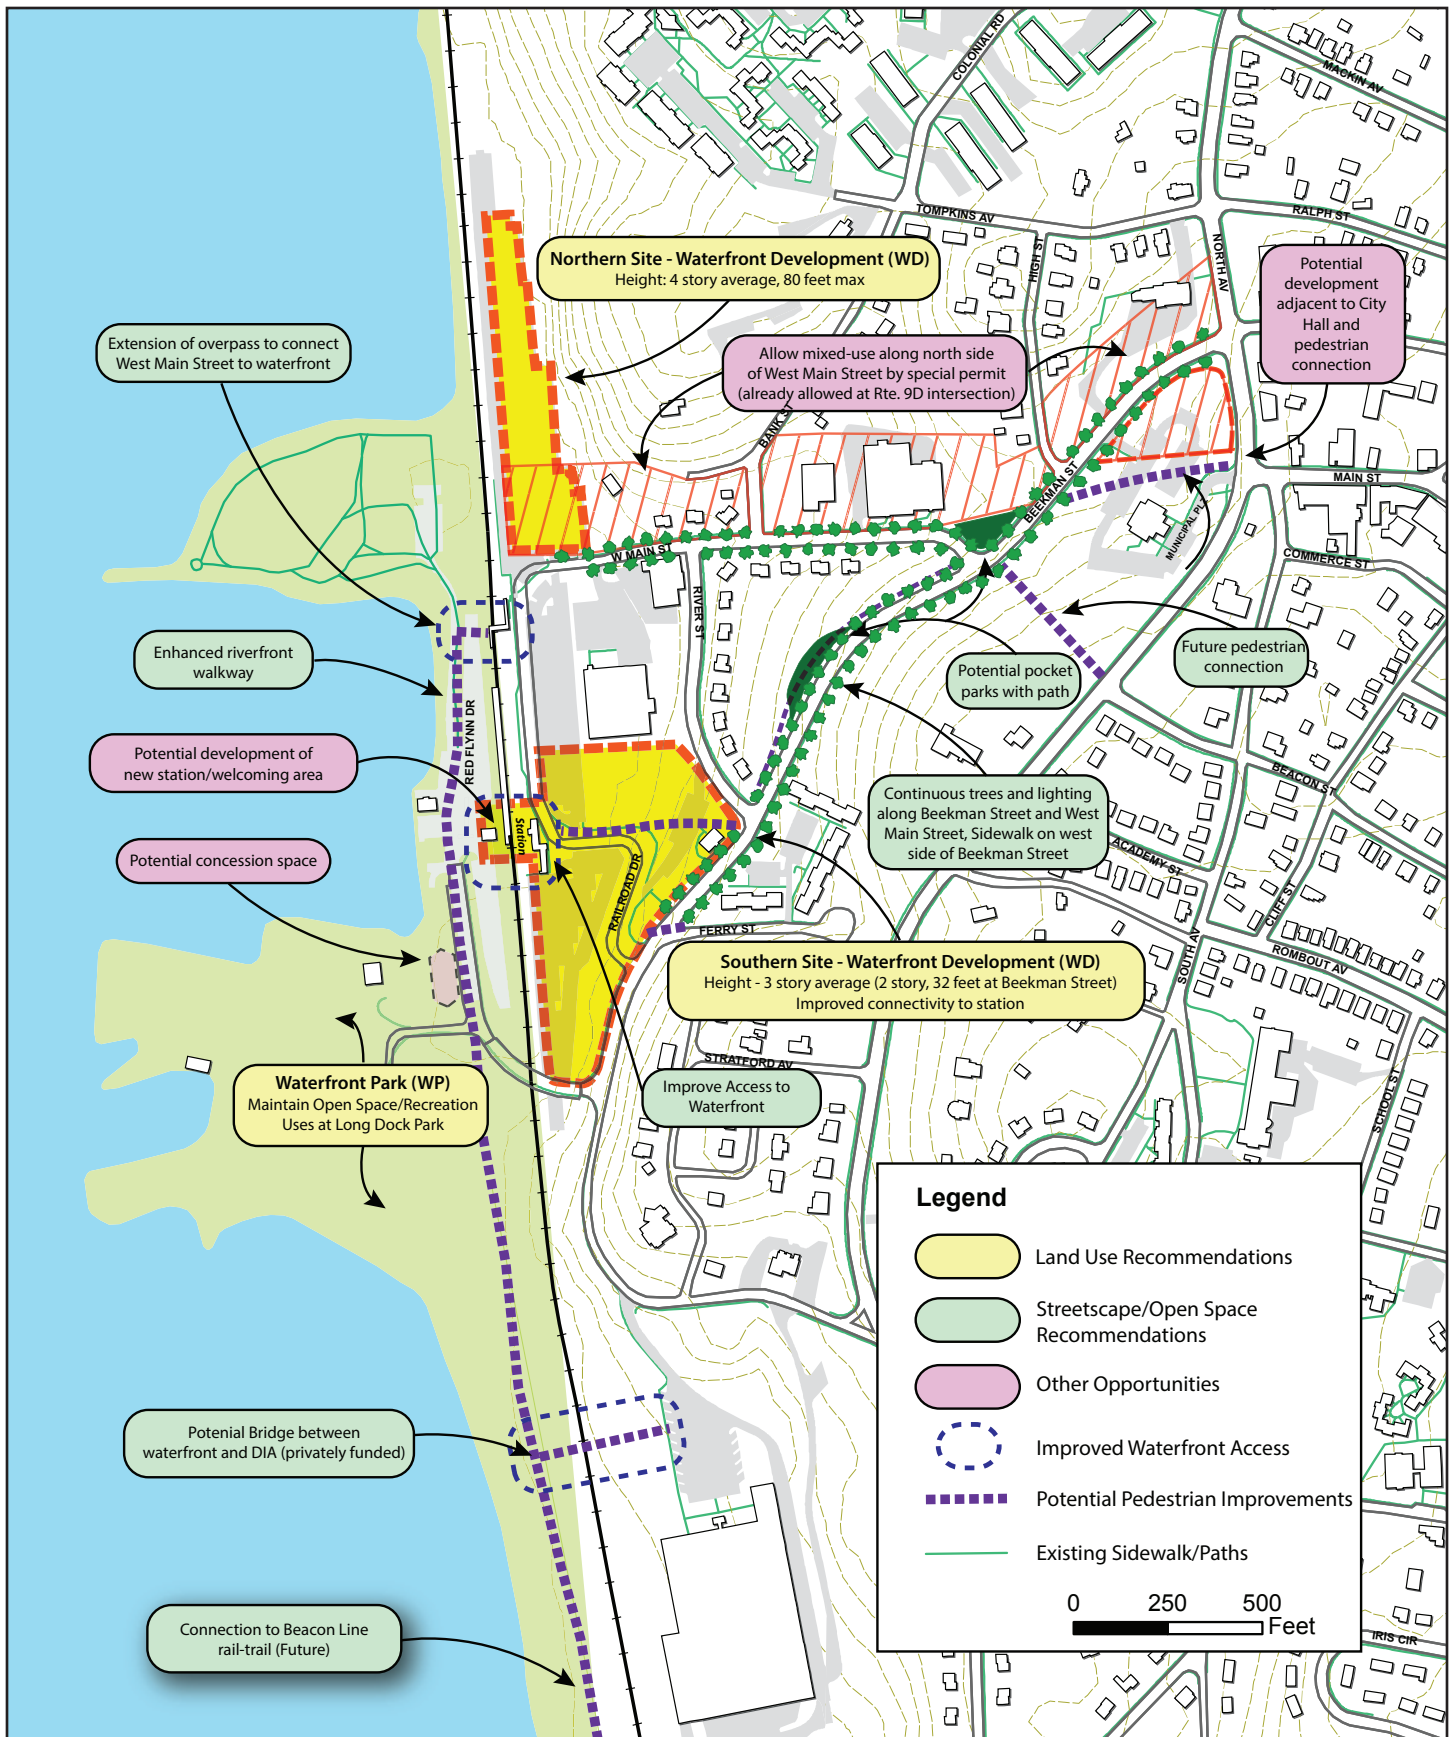 COLONIAL RD
MACKIN AV
TOMPKINS AV
RALPH ST
HIGH ST
NORTH AV
Northern Site - Waterfront Development (WD)
Height: 4 story average, 80 feet max
Potential
development
adjacent to City
Hall and
pedestrian
connection
Extension of overpass to connect
West Main Street to waterfront
Allow mixed-use along north side
of West Main Street by special permit
(already allowed at Rte. 9D intersection)
BANK ST
BEEKMAN ST
MAIN ST
MUNICIPAL PLZ
COMMERCE ST
W MAIN ST
RIVER ST
Enhanced riverfront
walkway
Potential pocket
parks with path
Future pedestrian
connection
RED FLYNN DR
Potential development of
new station/welcoming area
BEACON ST
Station
Continuous trees and lighting
along Beekman Street and West
Main Street, Sidewalk on west
side of Beekman Street
ACADEMY ST
Potential concession space
RAILROAD DR
CLIFF ST
FERRY ST
SOUTH AV
ROMBOUT AV
Southern Site - Waterfront Development (WD)
Height - 3 story average (2 story, 32 feet at Beekman Street)
Improved connectivity to station
STRATFORD AV
Waterfront Park (WP)
Maintain Open Space/Recreation
Uses at Long Dock Park
Improve Access to
Waterfront
SCHOOL ST
Legend
Land Use Recommendations
Streetscape/Open Space
Recommendations
Other Opportunities
Improved Waterfront Access
Potential Pedestrian Improvements
Existing Sidewalk/Paths
0 250 500
Feet
Potenial Bridge between
waterfront and DIA (privately funded)
Connection to Beacon Line
rail-trail (Future)
IRIS CIR